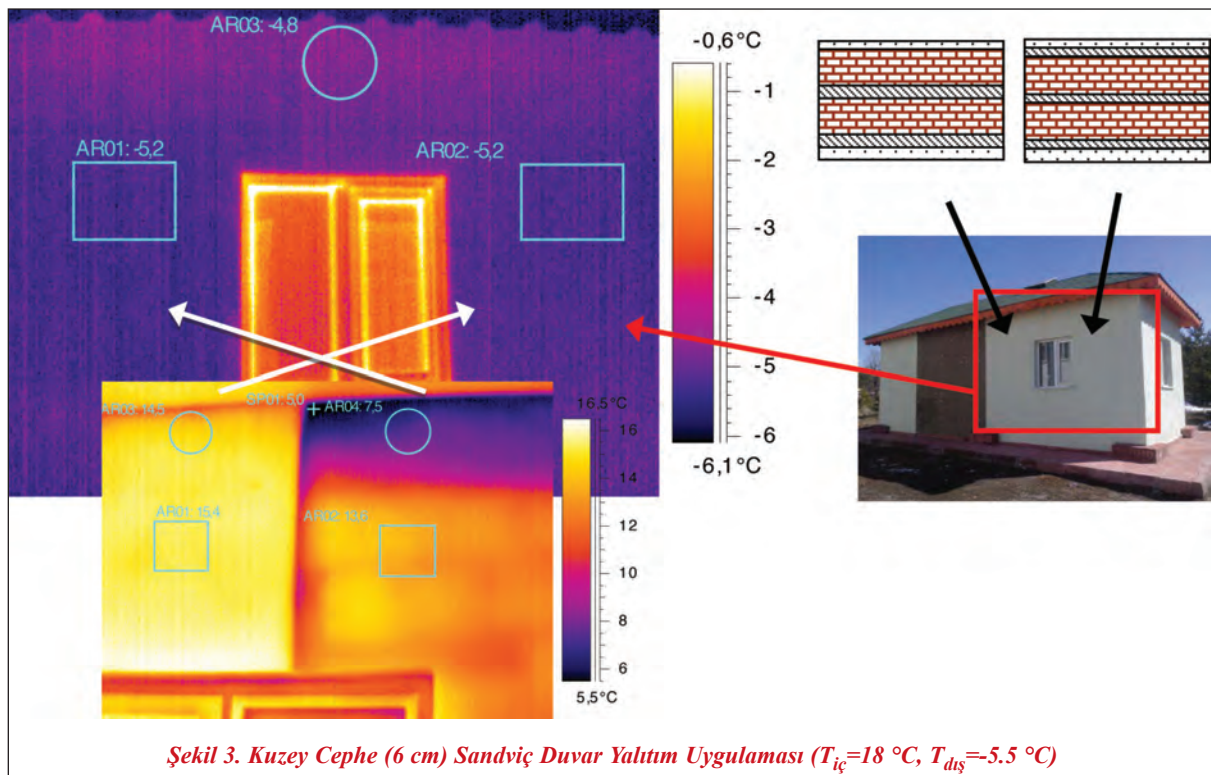 AR03: -4,8
AR01: -5,2
AR02: -5,2
-0,6°C
-1
-2
-3
-4
-5
-6
-6,1°C
AR03: 14,5
SP01: 5,0
AR04: 7,5
AR01: 15,4
AR02: 13,6
16,5°C
16
14
12
10
8
6
5,5°C
Şekil 3. Kuzey Cephe (6 cm) Sandviç Duvar Yalıtım Uygulaması (Tiç=18 °C, Tdış=-5.5 °C)